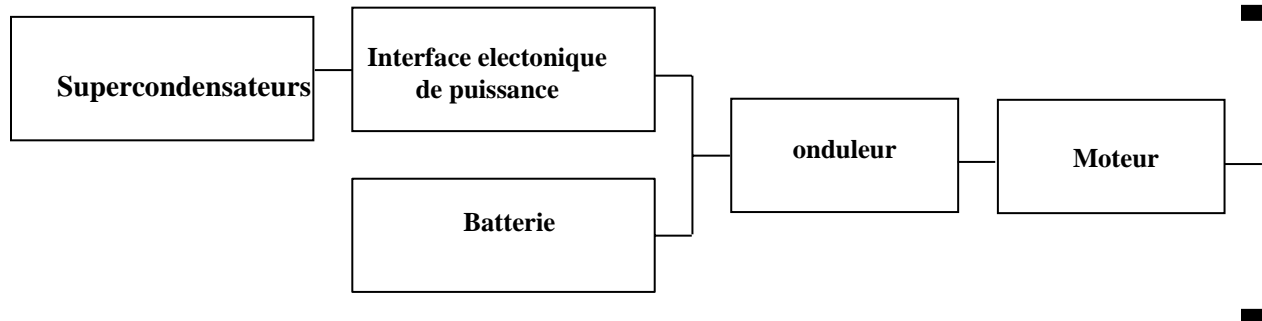 Supercondensateurs
Interface electonique
de puissance
Batterie
onduleur
Moteur